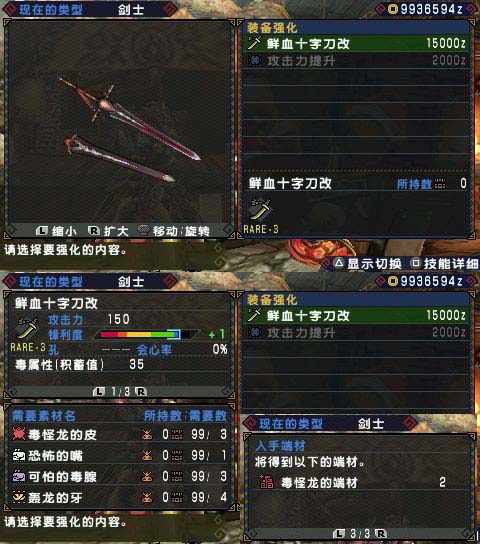 现在的类型 剑士
9936594z
装备强化
鲜血十字刀改 15000z
攻击力提升 2000z
鲜血十字刀改 所持数 0
RARE-3
L 缩小 R 扩大 移动/旋转
请选择要强化的内容。
△显示切换 □技能详细
现在的类型 剑士
9936594z
鲜血十字刀改
攻击力 150
锋利度 +1
RARE-3 孔 --- 会心率 0%
毒属性(积蓄值) 35
L 1/3 R
装备强化
鲜血十字刀改 15000z
攻击力提升 2000z
需要素材名 所持数 需要数
毒怪龙的皮 0 99/ 3
恐怖的嘴 0 99/ 1
可怕的毒腺 0 99/ 3
轰龙的牙 0 99/ 4
请选择要强化的内容。
现在的类型 剑士
入手端材
将得到以下的端材。
毒怪龙的端材 2
L 3/3 R